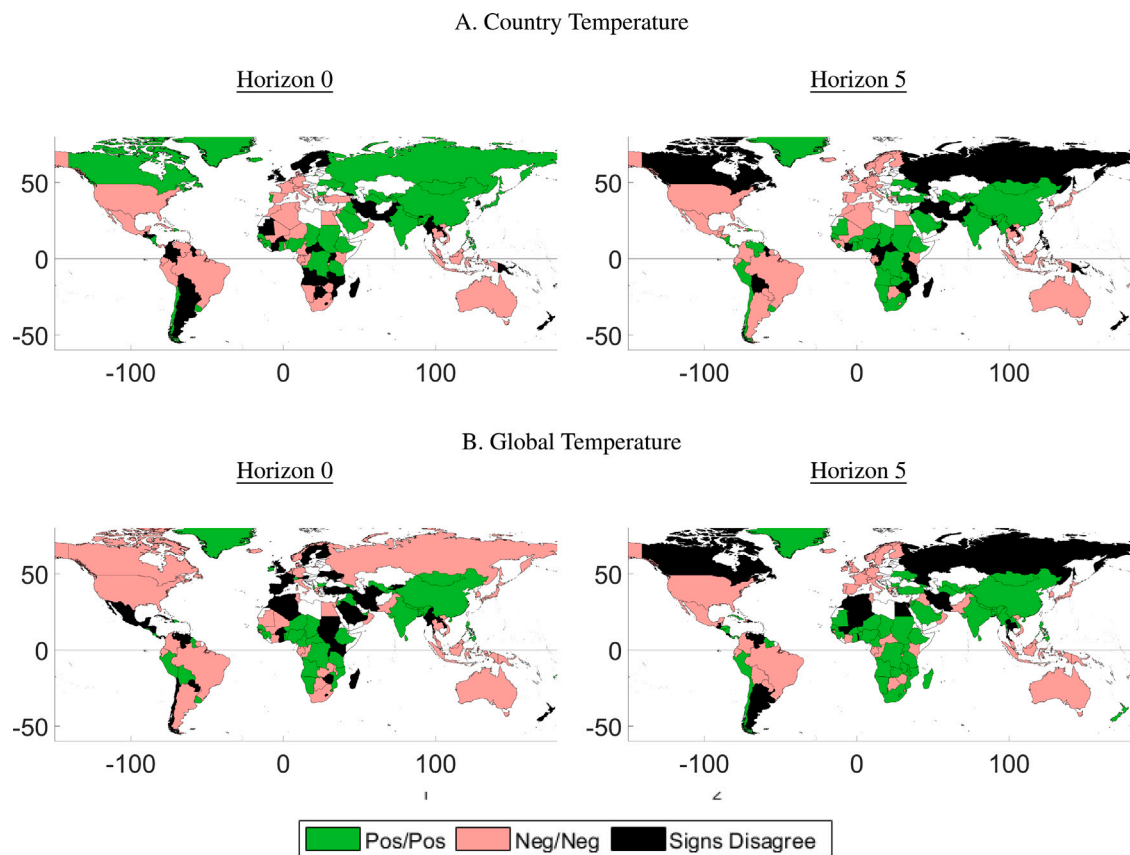 A. Country Temperature
Horizon 0 Horizon 5
50 50
0 0
-50 -50
-100 0 100 -100 0 100
B. Global Temperature
Horizon 0 Horizon 5
50 50
0 0
-50 -50
-100 0 100 -100 0 100
Pos/Pos Neg/Neg Signs Disagree